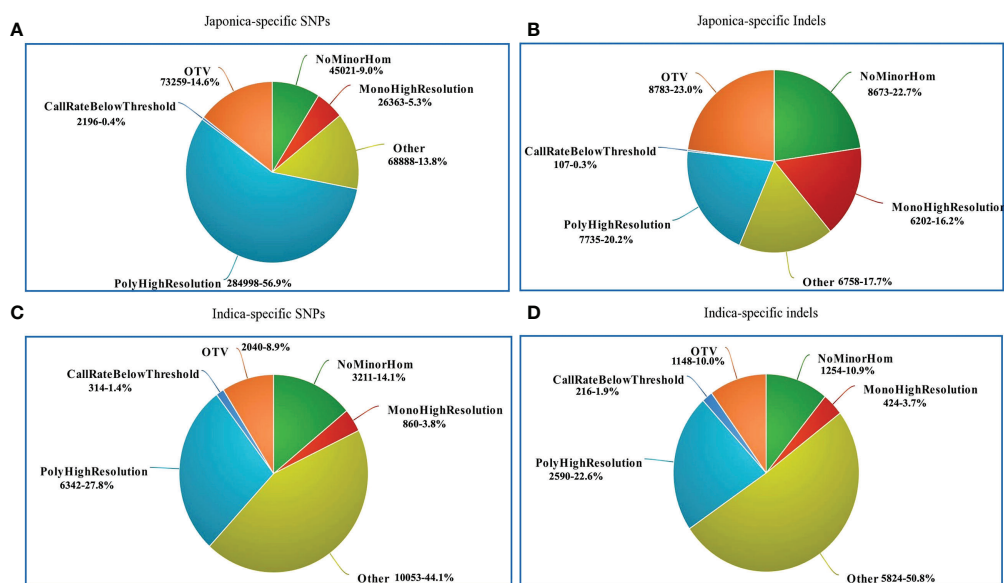 Japonica-specific SNPs
A
OTV
73259-14.6%
NoMinorHom
45021-9.0%
MonoHighResolution
26363-5.3%
CallRateBelowThreshold
2196-0.4%
Other
68888-13.8%
PolyHighResolution 284998-56.9%
Japonica-specific Indels
B
OTV
8783-23.0%
NoMinorHom
8673-22.7%
CallRateBelowThreshold
107-0.3%
MonoHighResolution
6202-16.2%
PolyHighResolution
7735-20.2%
Other 6758-17.7%
C
Indica-specific SNPs
OTV 2040-8.9%
NoMinorHom
3211-14.1%
CallRateBelowThreshold
314-1.4%
MonoHighResolution
860-3.8%
PolyHighResolution
6342-27.8%
Other 10053-44.1%
D
Indica-specific indels
OTV
1148-10.0%
NoMinorHom
1254-10.9%
CallRateBelowThreshold
216-1.9%
MonoHighResolution
424-3.7%
PolyHighResolution
2590-22.6%
Other 5824-50.8%